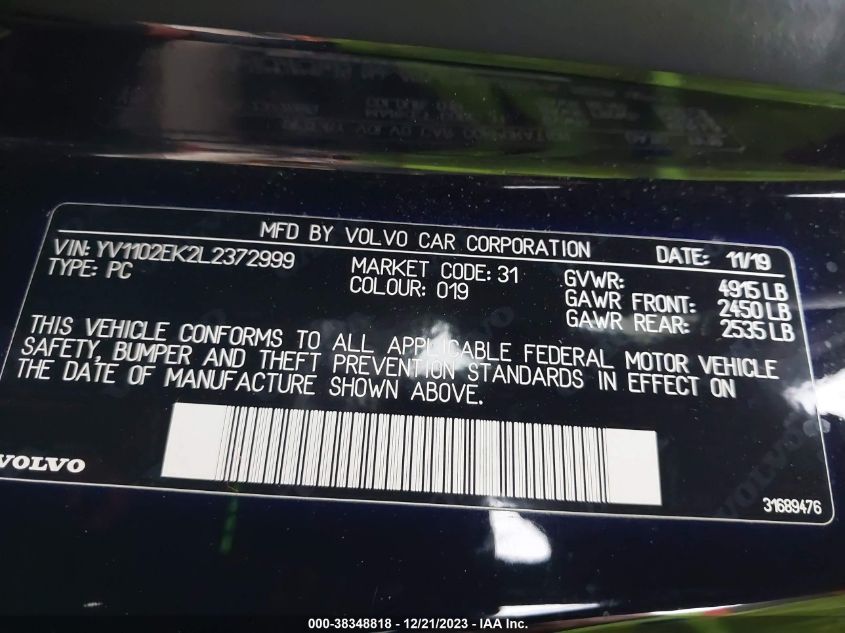 MFD BY VOLVO CAR CORPORATION DATE: 11/19
VIN: YV1102EK2L2372999
TYPE: PC
MARKET CODE: 31
COLOUR: 019
GVWR: 4915 LB
GAWR FRONT: 2450 LB
GAWR REAR: 2535 LB
THIS VEHICLE CONFORMS TO ALL APPLICABLE FEDERAL MOTOR VEHICLE
SAFETY, BUMPER AND THEFT PREVENTION STANDARDS IN EFFECT ON
THE DATE OF MANUFACTURE SHOWN ABOVE.
VOLVO
31689476
000-38348818 - 12/21/2023 - IAA Inc.